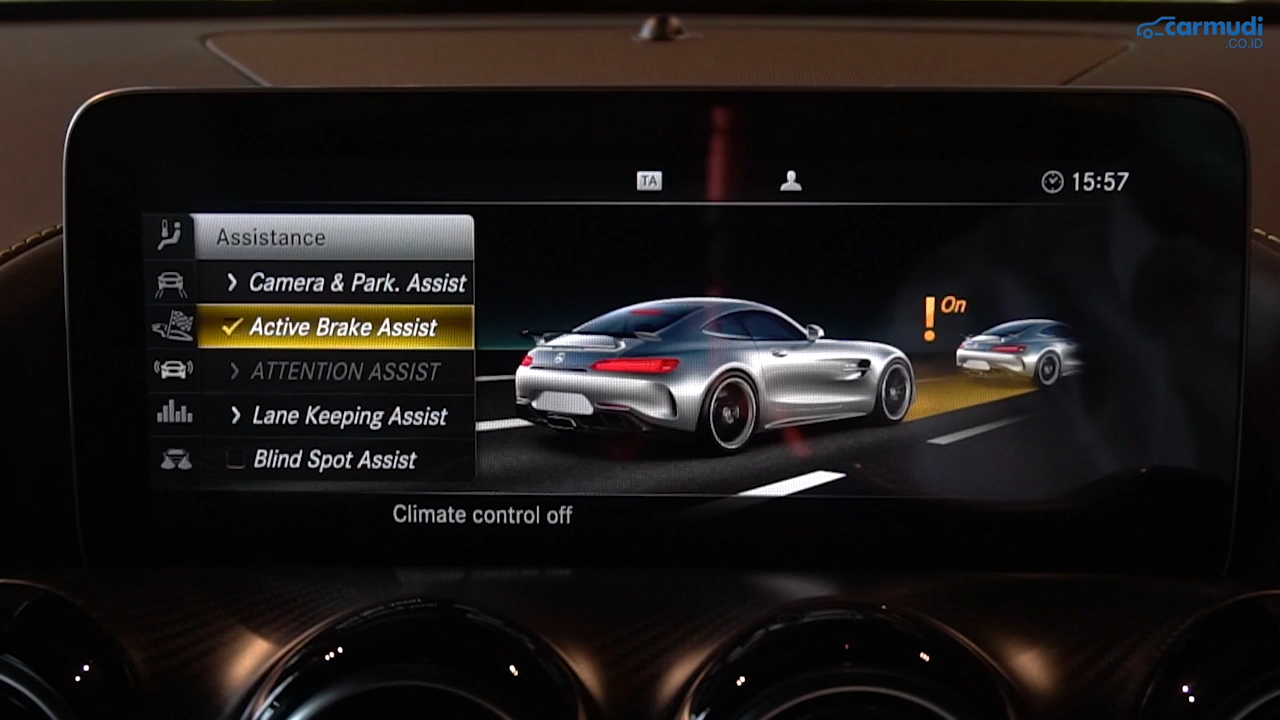 carmudi
.CO.ID
TA
15:57
Assistance
Camera & Park. Assist
Active Brake Assist
ATTENTION ASSIST
Lane Keeping Assist
Blind Spot Assist
On
Climate control off